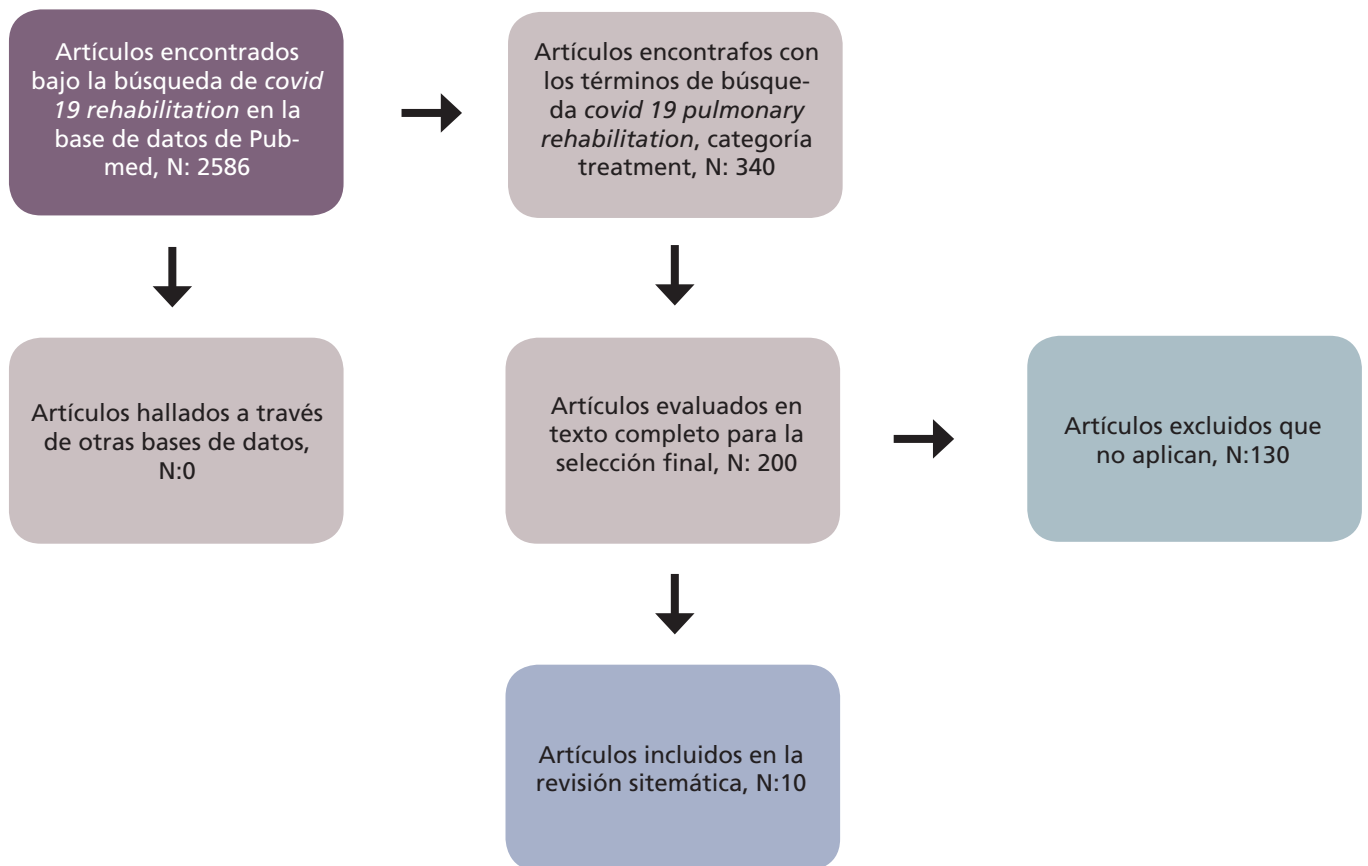 Artículos encontrados
bajo la búsqueda de covid
19 rehabilitation en la
base de datos de Pub-
med, N: 2586
Artículos encontrafos con
los términos de búsque-
da covid 19 pulmonary
rehabilitation, categoría
treatment, N: 340
Artículos hallados a través
de otras bases de datos,
N:0
Artículos evaluados en
texto completo para la
selección final, N: 200
Artículos excluidos que
no aplican, N:130
Artículos incluidos en la
revisión sitemática, N:10